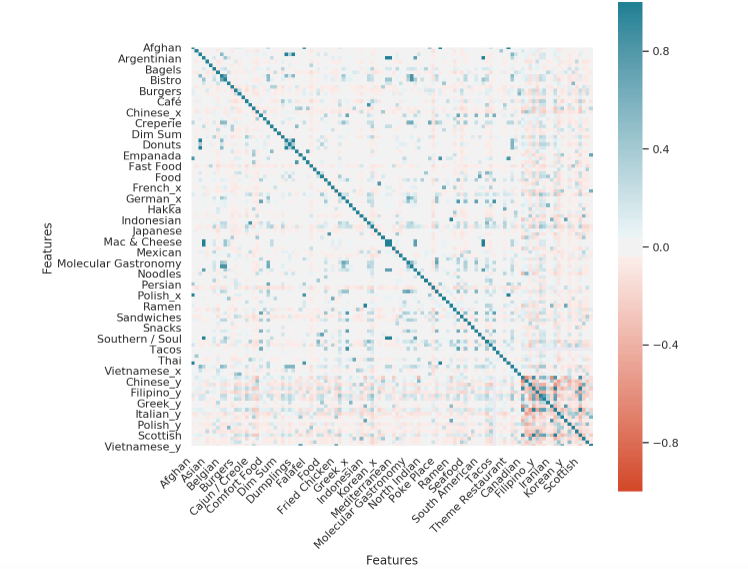 Afghan
Argentinian
Bagels
Bistro
Burgers
Café
Chinese_x
Creperie
Dim Sum
Donuts
Empanada
Fast Food
Food
French_x
German_x
Hakka
Indonesian
Japanese
Mac & Cheese
Mexican
Molecular Gastronomy
Noodles
Persian
Polish_x
Ramen
Sandwiches
Snacks
Southern / Soul
Tacos
Thai
Vietnamese_x
Chinese_y
Filipino_y
Greek_y
Italian_y
Polish_y
Scottish
Vietnamese_y
Features
Afghan
Asian
Belgian
Burgers
Cajun / Creole
Comfort Food
Dim Sum
Dumplings
Falafel
Food
Fried Chicken
Greek_x
Indonesian
Korean_x
Mediterranean
Molecular Gastronomy
North Indian
Poke Place
Ramen
Seafood
South American
Tacos
Theme Restaurant
Canadian
Filipino_y
Iranian
Korean_y
Scottish
Features
0.8
0.4
0.0
−0.4
−0.8